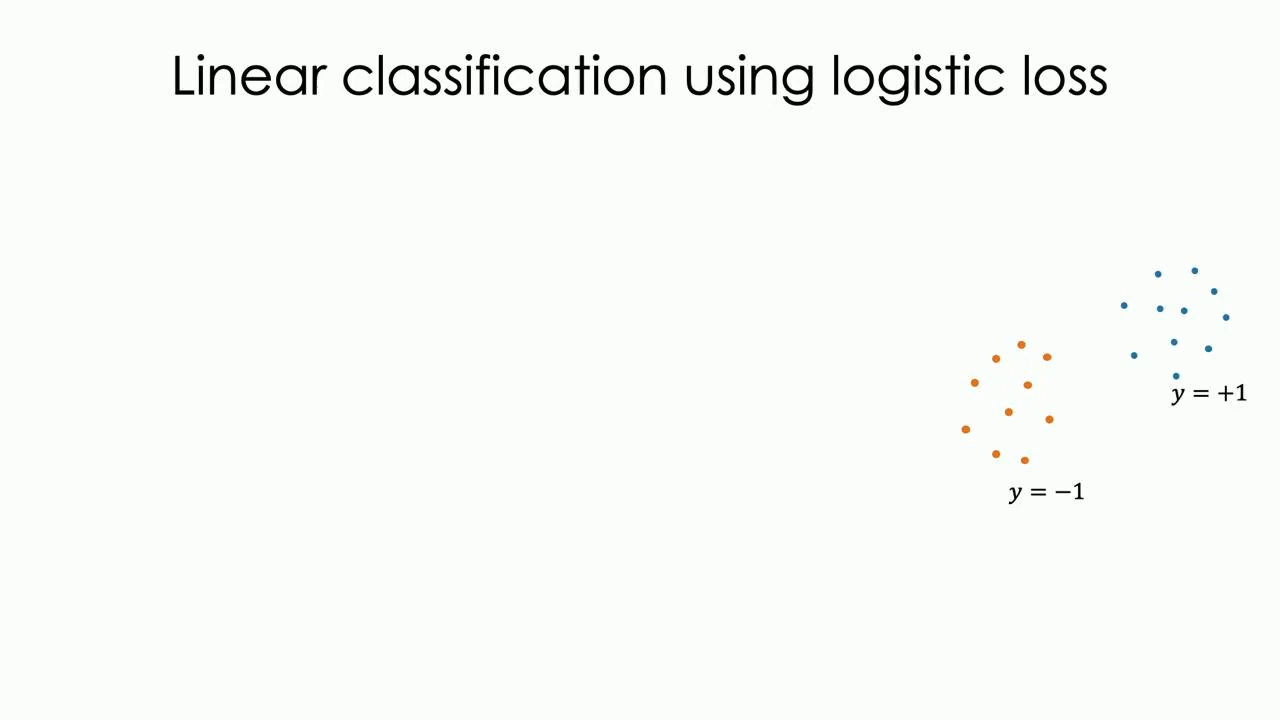 Linear classification using logistic loss
y = +1
y = −1